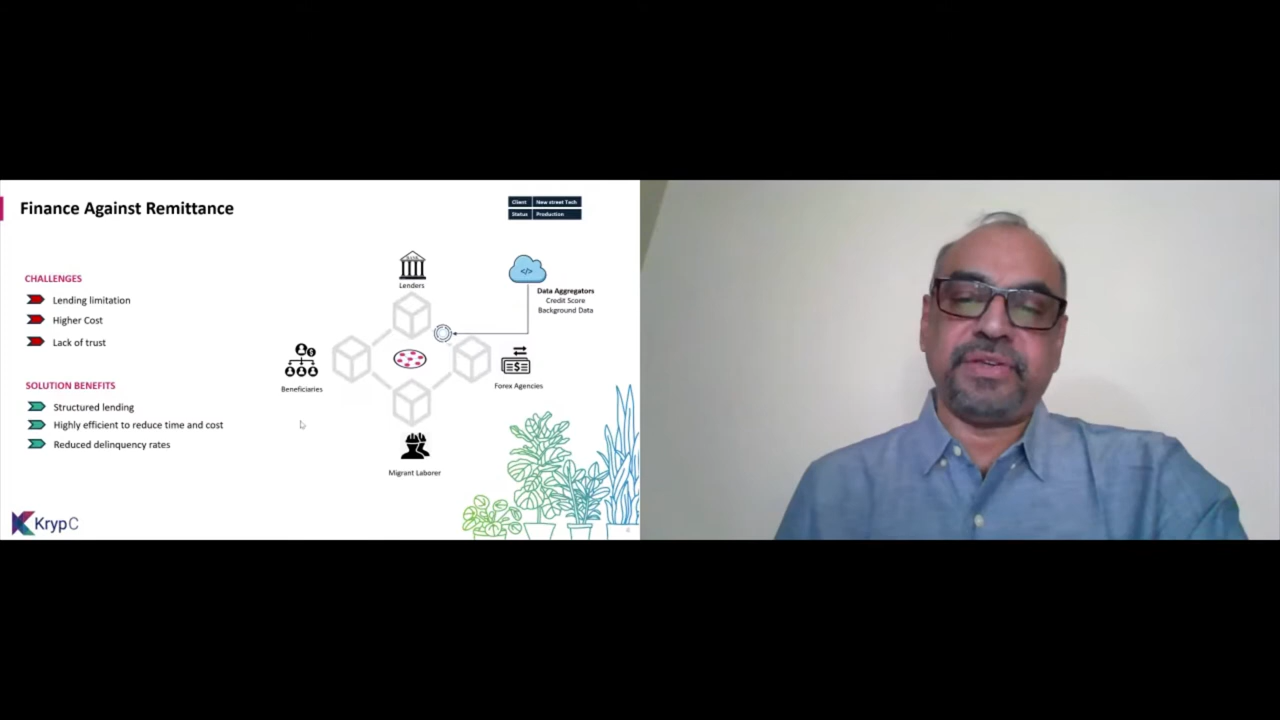 Finance Against Remittance
Client New street Tech
Status Production
CHALLENGES
Lending limitation
Higher Cost
Lack of trust
SOLUTION BENEFITS
Structured lending
Highly efficient to reduce time and cost
Reduced delinquency rates
Lenders
Data Aggregators
Credit Score
Background Data
Beneficiaries
Forex Agencies
Migrant Laborer
KrypC